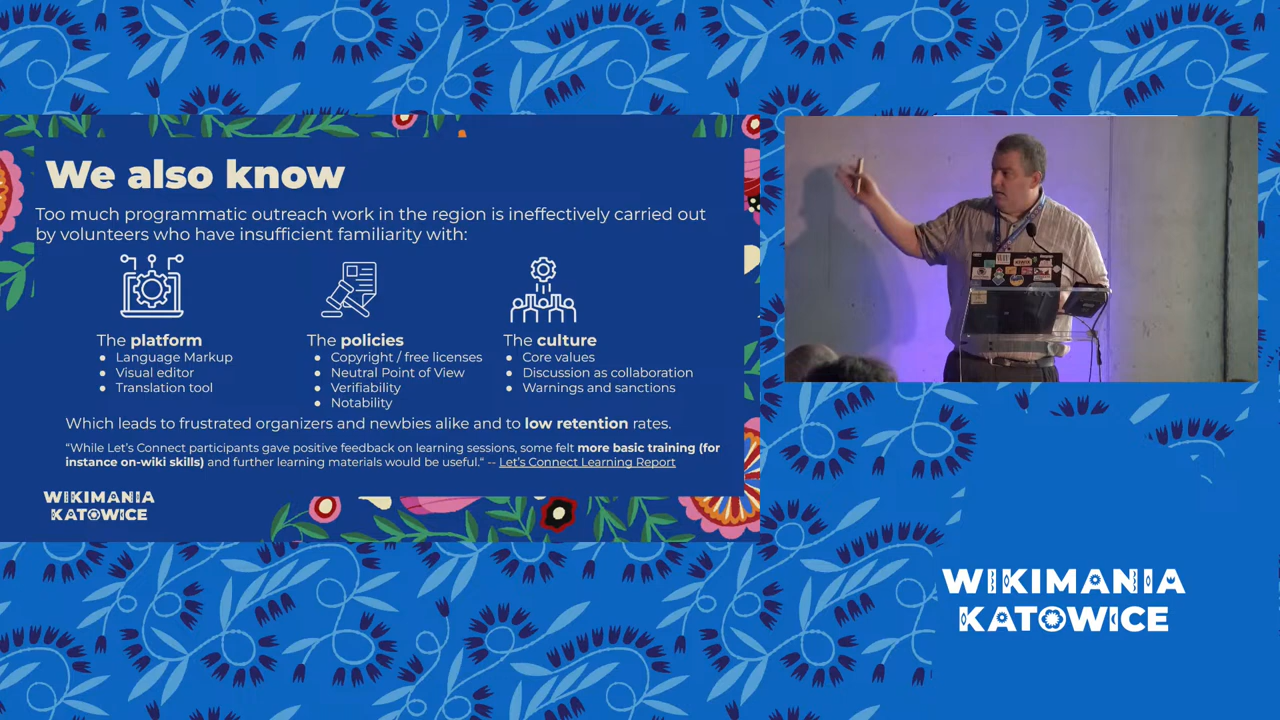 We also know
Too much programmatic outreach work in the region is ineffectively carried out
by volunteers who have insufficient familiarity with:
The platform
● Language Markup
● Visual editor
● Translation tool
The policies
● Copyright / free licenses
● Neutral Point of View
● Verifiability
● Notability
The culture
● Core values
● Discussion as collaboration
● Warnings and sanctions
Which leads to frustrated organizers and newbies alike and to low retention rates.
“While Let’s Connect participants gave positive feedback on learning sessions, some felt more basic training (for
instance on-wiki skills) and further learning materials would be useful.“ -- Let’s Connect Learning Report
WIKIMANIA
KATOWICE
WIKIMANIA
KATOWICE